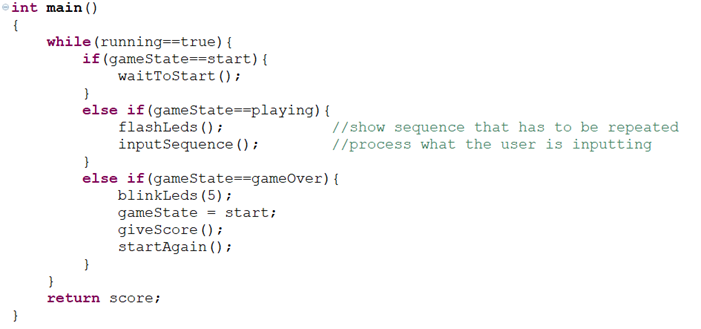 int main()
{
    while(running==true){
        if(gameState==start){
            waitToStart();
        }
        else if(gameState==playing){
            flashLeds();            //show sequence that has to be repeated
            inputSequence();        //process what the user is inputting
        }
        else if(gameState==gameOver){
            blinkLeds(5);
            gameState = start;
            giveScore();
            startAgain();
        }
    }
    return score;
}